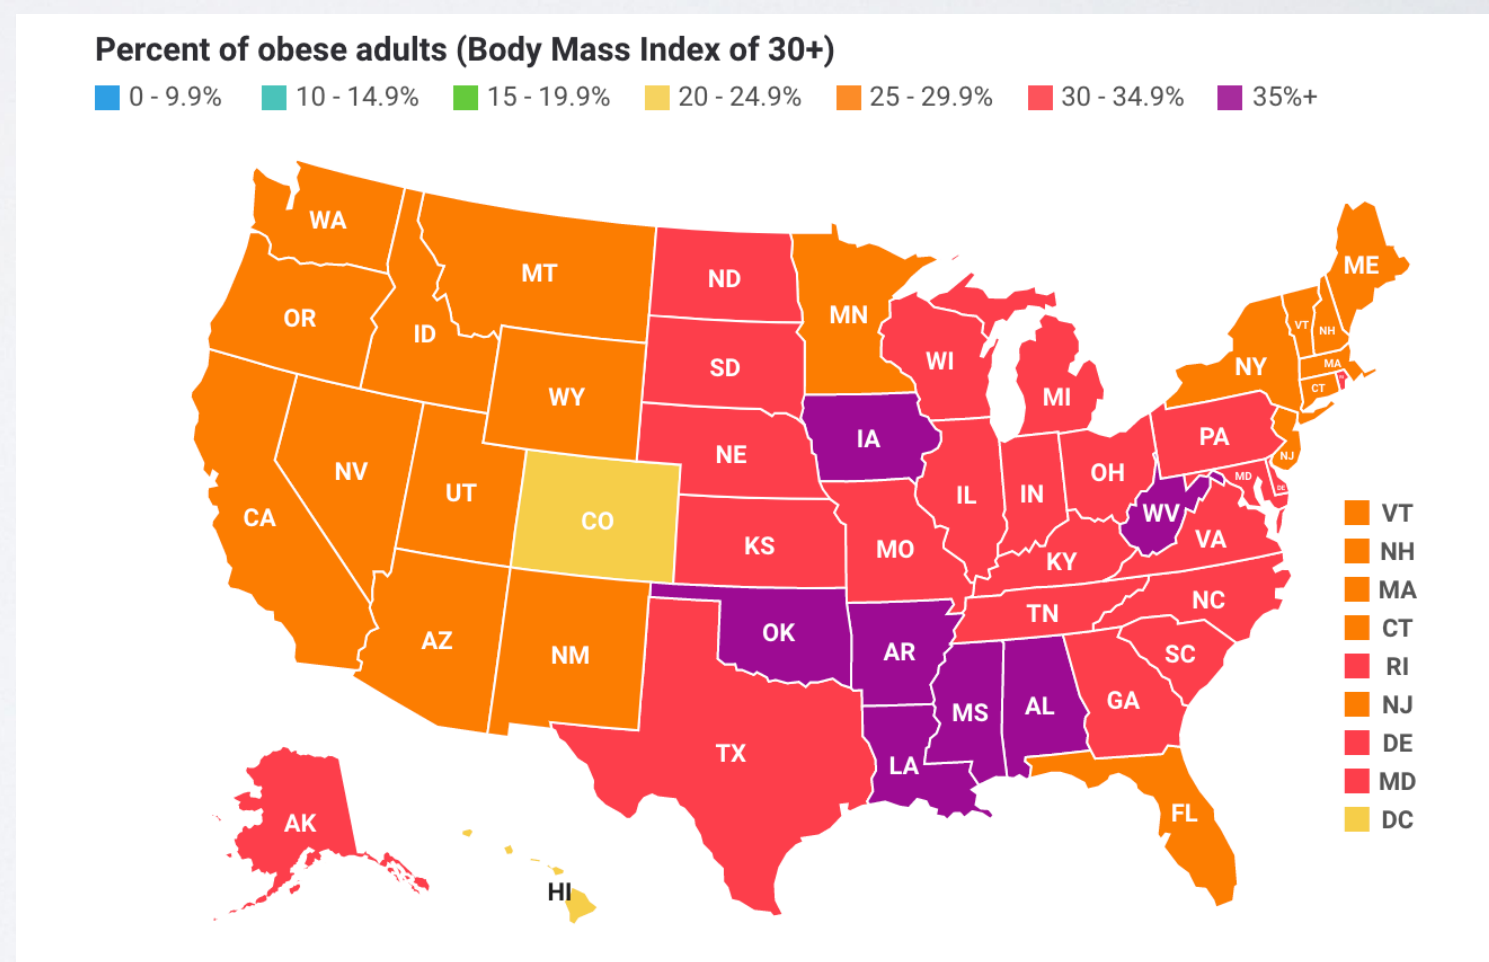 Percent of obese adults (Body Mass Index of 30+)
0 - 9.9% 10 - 14.9% 15 - 19.9% 20 - 24.9% 25 - 29.9% 30 - 34.9% 35%+
WA
MT
ND
MN
ME
OR
ID
SD
WI
MI
NY
VT
NH
MA
CT
WY
NE
IA
PA
NJ
NV
UT
CO
KS
MO
IL
IN
OH
WV
MD
DE
CA
KY
VA
AZ
NM
OK
AR
TN
NC
SC
TX
LA
MS
AL
GA
FL
AK
HI
VT
NH
MA
CT
RI
NJ
DE
MD
DC